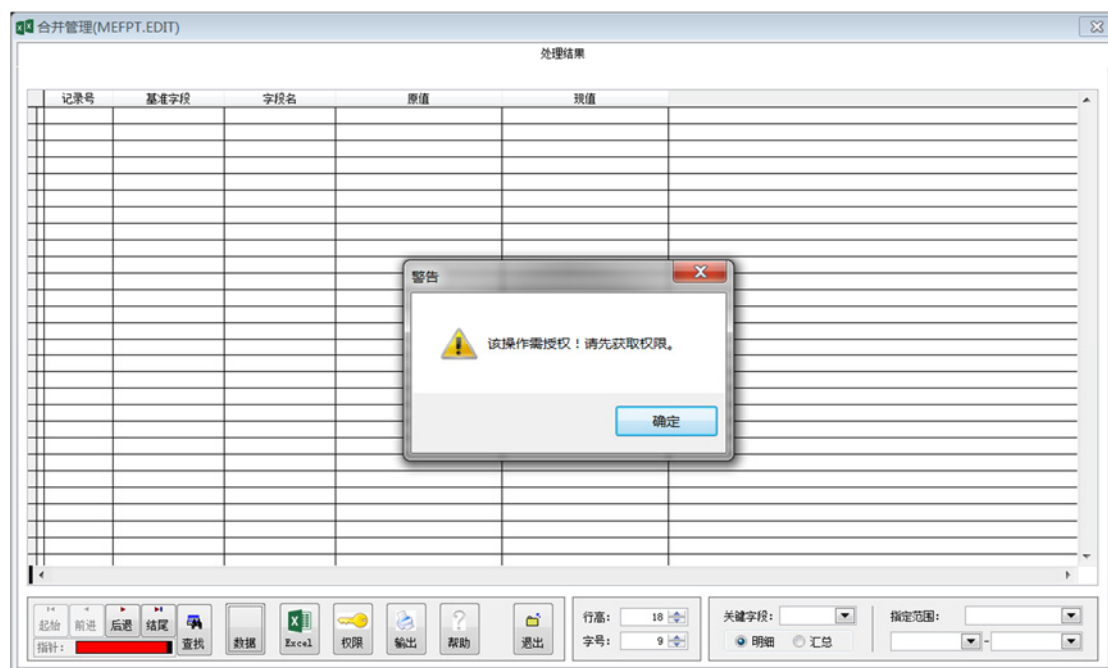 合并管理(MEFPT.EDIT)
处理结果
记录号 基准字段 字段名 原值 现值
警告
该操作需授权！请先获取权限。
确定
起始 前进 后退 结尾 查找 数据 Excel 权限 输出 帮助 退出
指针:
行高: 18
字号: 9
关键字段:
明细 汇总
指定范围:
-